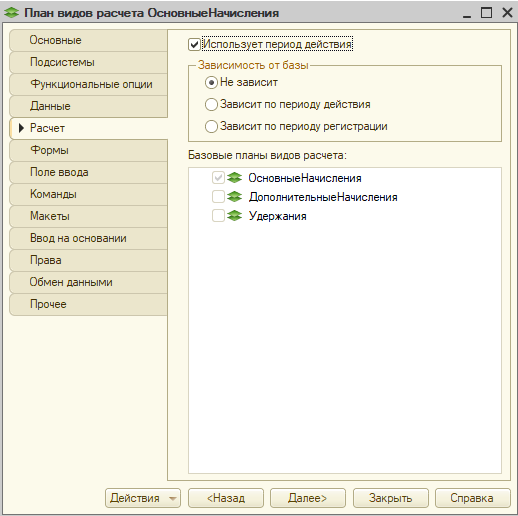 План видов расчета ОсновныеНачисления
Основные
Подсистемы
Функциональные опции
Данные
Расчет
Формы
Поле ввода
Команды
Макеты
Ввод на основании
Права
Обмен данными
Прочее
Использует период действия
Зависимость от базы
Не зависит
Зависит по периоду действия
Зависит по периоду регистрации
Базовые планы видов расчета:
ОсновныеНачисления
ДополнительныеНачисления
Удержания
Действия
<Назад
Далее>
Закрыть
Справка